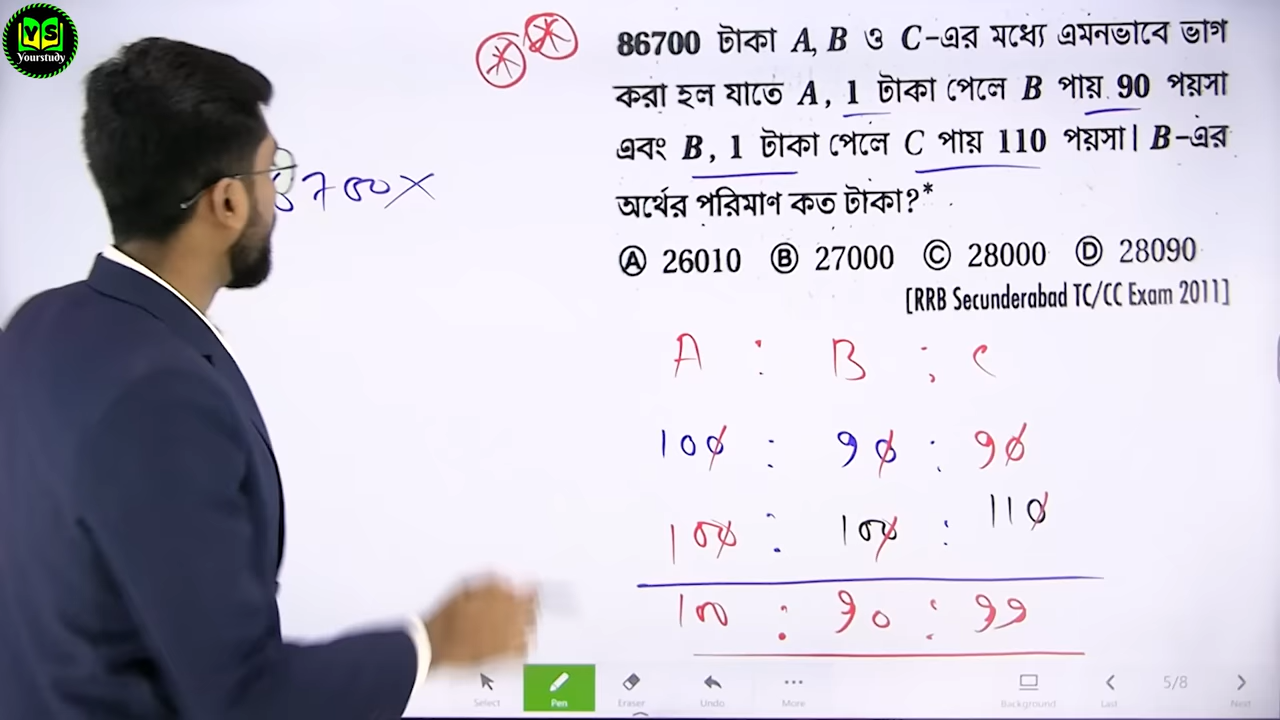 YS
Yourstudy
86700 টাকা A, B ও C-এর মধ্যে এমনভাবে ভাগ
করা হল যাতে A, 1 টাকা পেলে B পায় 90 পয়সা
এবং B, 1 টাকা পেলে C পায় 110 পয়সা। B-এর
অর্থের পরিমাণ কত টাকা?*
Ⓐ 26010 Ⓑ 27000 Ⓒ 28000 Ⓓ 28090
[RRB Secunderabad TC/CC Exam 2011]
6700×
A : B : C
100 : 90 : 90
100 : 100 : 110
100 : 90 : 99
Select Pen Eraser Undo More Background Last 5/8 Next